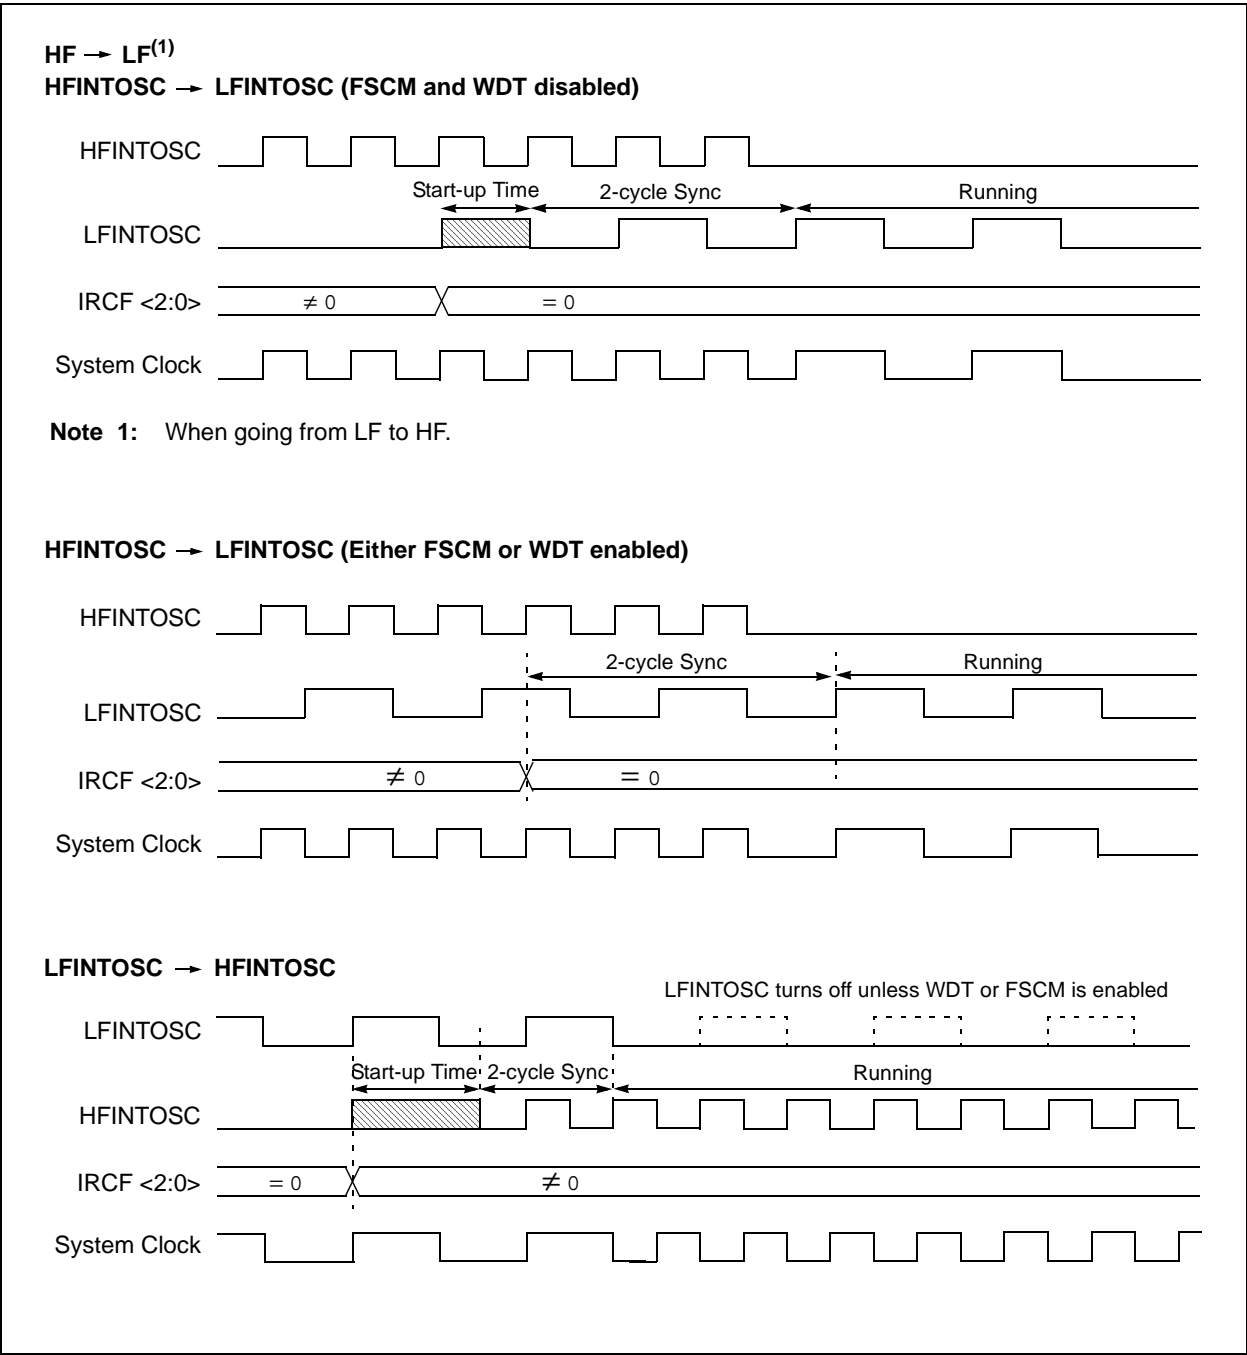 HF → LF(1)
HFINTOSC → LFINTOSC (FSCM and WDT disabled)
HFINTOSC
Start-up Time 2-cycle Sync Running
LFINTOSC
IRCF <2:0> ≠ 0 = 0
System Clock
Note 1: When going from LF to HF.
HFINTOSC → LFINTOSC (Either FSCM or WDT enabled)
HFINTOSC
2-cycle Sync Running
LFINTOSC
IRCF <2:0> ≠ 0 = 0
System Clock
LFINTOSC → HFINTOSC
LFINTOSC turns off unless WDT or FSCM is enabled
LFINTOSC
Start-up Time 2-cycle Sync Running
HFINTOSC
IRCF <2:0> = 0 ≠ 0
System Clock